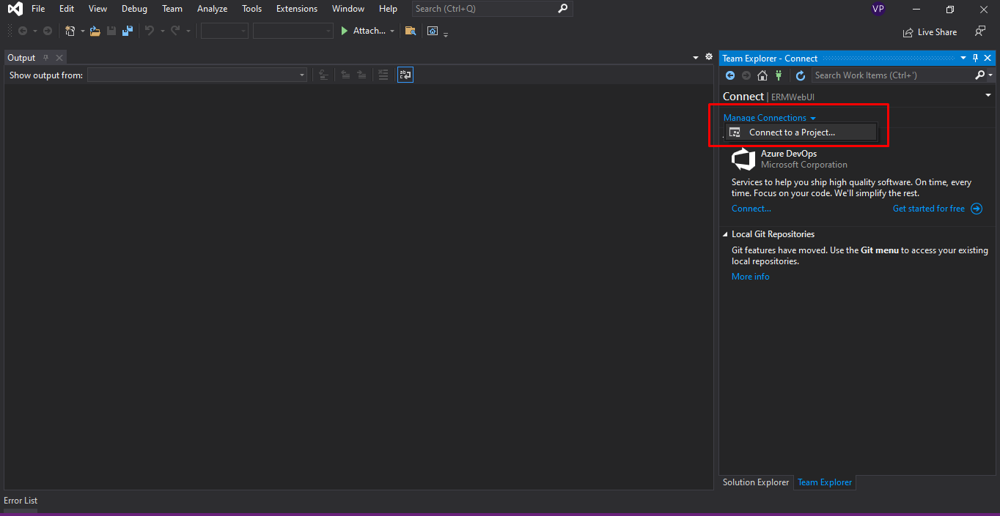 File Edit View Debug Team Analyze Tools Extensions Window Help Search (Ctrl+Q) VP
Attach... Live Share
Output
Show output from:
Team Explorer - Connect
Search Work Items (Ctrl+')
Connect | ERMWebUI
Manage Connections
Connect to a Project...
Azure DevOps
Microsoft Corporation
Services to help you ship high quality software. On time, every
time. Focus on your code. We'll simplify the rest.
Connect... Get started for free
Local Git Repositories
Git features have moved. Use the Git menu to access your existing
local repositories.
More info
Solution Explorer Team Explorer
Error List